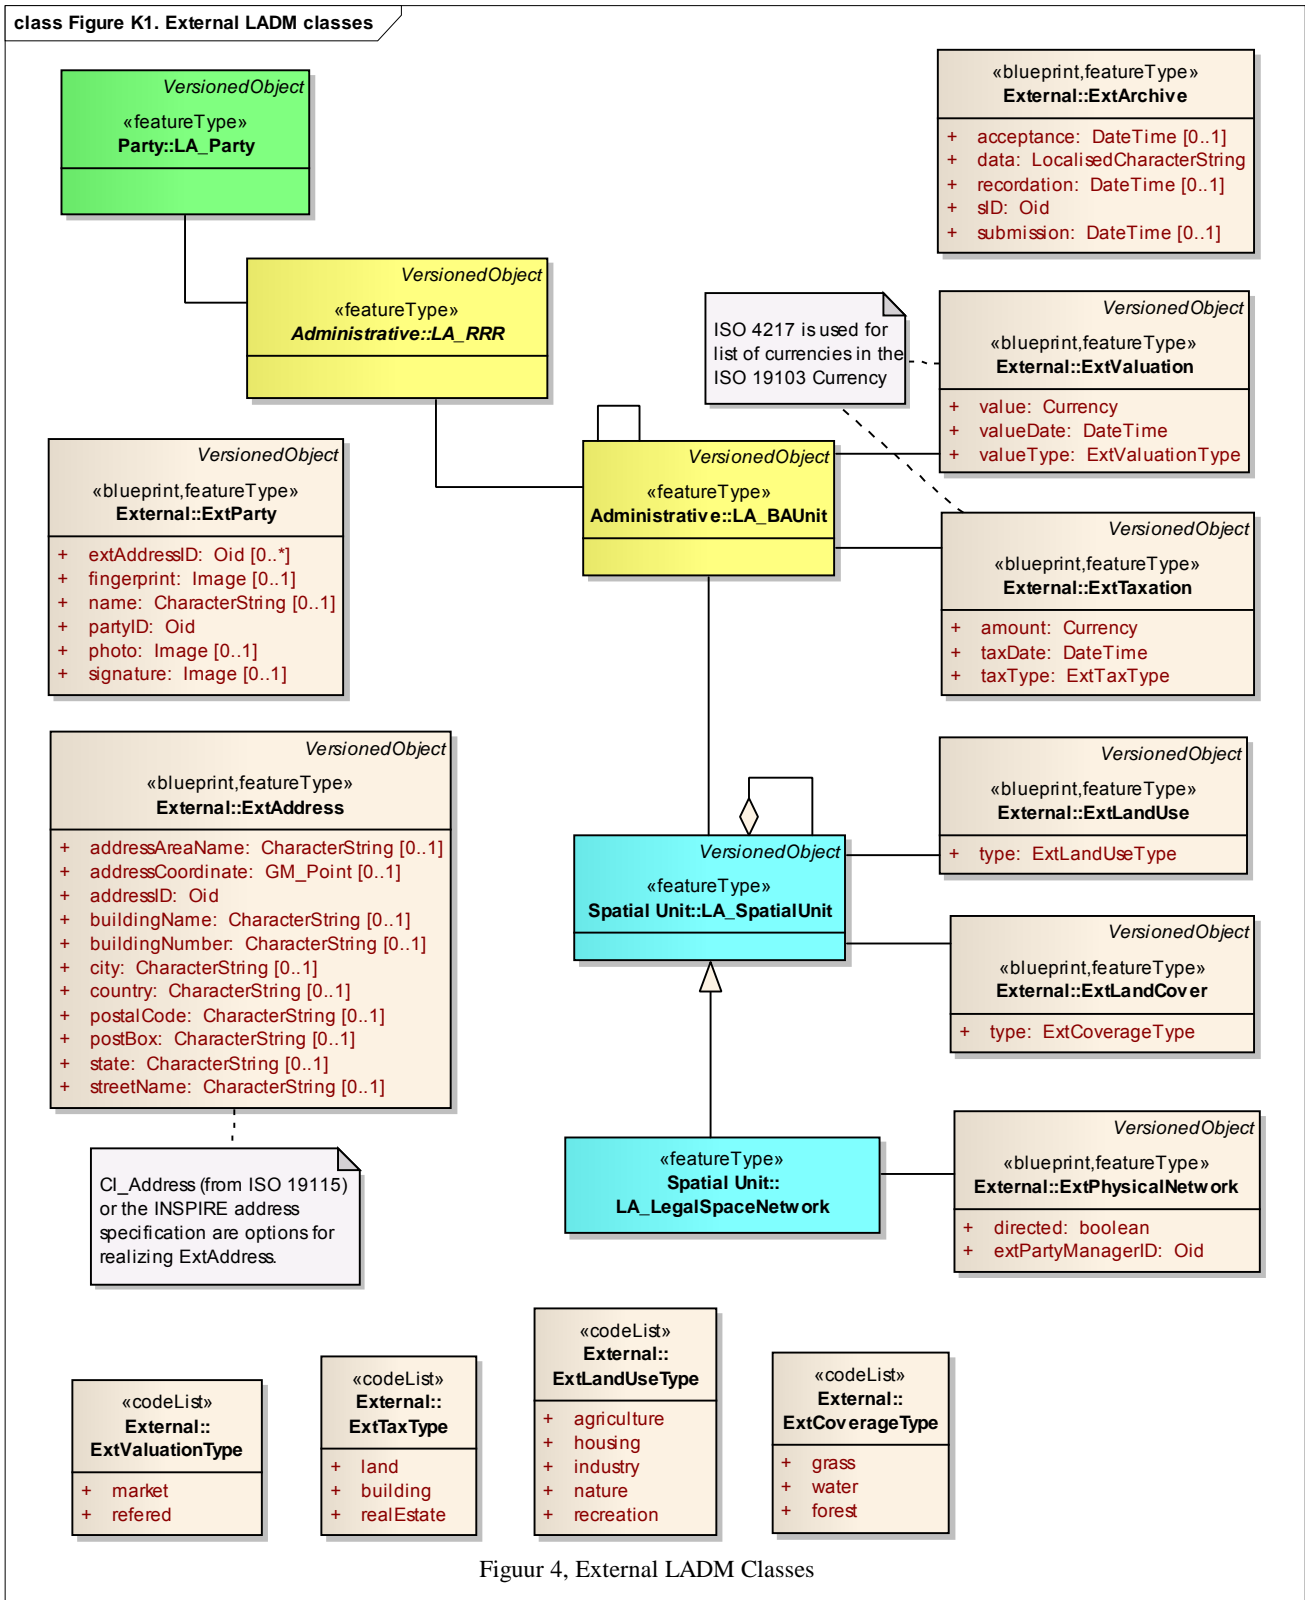 class Figure K1. External LADM classes
VersionedObject
«featureType»
Party::LA_Party
«blueprint,featureType»
External::ExtArchive
+ acceptance: DateTime [0..1]
+ data: LocalisedCharacterString
+ recordation: DateTime [0..1]
+ sID: Oid
+ submission: DateTime [0..1]
VersionedObject
«featureType»
Administrative::LA_RRR
ISO 4217 is used for
list of currencies in the
ISO 19103 Currency
VersionedObject
«blueprint,featureType»
External::ExtValuation
+ value: Currency
+ valueDate: DateTime
+ valueType: ExtValuationType
VersionedObject
«blueprint,featureType»
External::ExtParty
+ extAddressID: Oid [0..*]
+ fingerprint: Image [0..1]
+ name: CharacterString [0..1]
+ partyID: Oid
+ photo: Image [0..1]
+ signature: Image [0..1]
VersionedObject
«featureType»
Administrative::LA_BAUnit
VersionedObject
«blueprint,featureType»
External::ExtTaxation
+ amount: Currency
+ taxDate: DateTime
+ taxType: ExtTaxType
VersionedObject
«blueprint,featureType»
External::ExtAddress
+ addressAreaName: CharacterString [0..1]
+ addressCoordinate: GM_Point [0..1]
+ addressID: Oid
+ buildingName: CharacterString [0..1]
+ buildingNumber: CharacterString [0..1]
+ city: CharacterString [0..1]
+ country: CharacterString [0..1]
+ postalCode: CharacterString [0..1]
+ postBox: CharacterString [0..1]
+ state: CharacterString [0..1]
+ streetName: CharacterString [0..1]
VersionedObject
«blueprint,featureType»
External::ExtLandUse
+ type: ExtLandUseType
VersionedObject
«featureType»
Spatial Unit::LA_SpatialUnit
VersionedObject
«blueprint,featureType»
External::ExtLandCover
+ type: ExtCoverageType
CI_Address (from ISO 19115)
or the INSPIRE address
specification are options for
realizing ExtAddress.
«featureType»
Spatial Unit::
LA_LegalSpaceNetwork
VersionedObject
«blueprint,featureType»
External::ExtPhysicalNetwork
+ directed: boolean
+ extPartyManagerID: Oid
«codeList»
External::
ExtValuationType
+ market
+ refered
«codeList»
External::
ExtTaxType
+ land
+ building
+ realEstate
«codeList»
External::
ExtLandUseType
+ agriculture
+ housing
+ industry
+ nature
+ recreation
«codeList»
External::
ExtCoverageType
+ grass
+ water
+ forest
Figuur 4, External LADM Classes